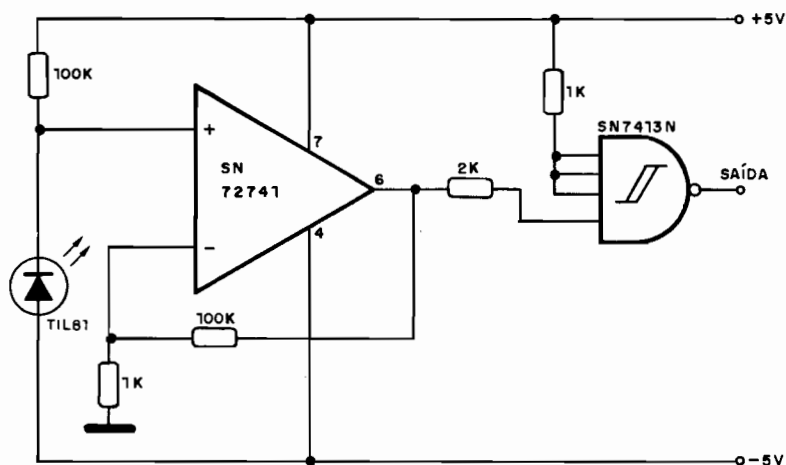 +5V
100K
1K
SN7413N
+
7
SN
72741
6
2K
SAÍDA
−
4
TIL81
100K
1K
−5V